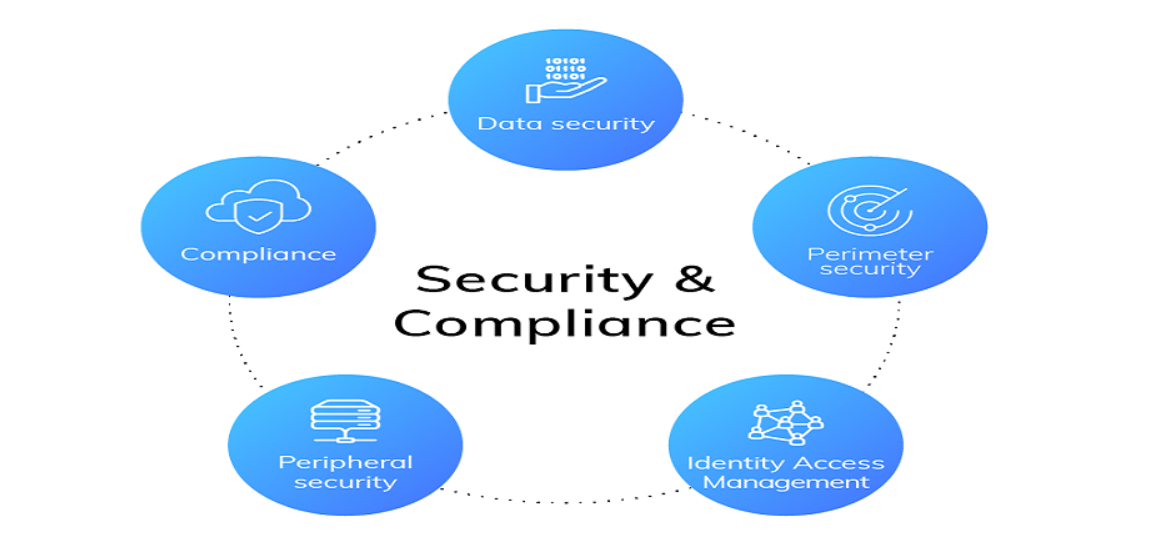 10101
01110
10101
Data security
Compliance
Perimeter
security
Security &
Compliance
Peripheral
security
Identity Access
Management